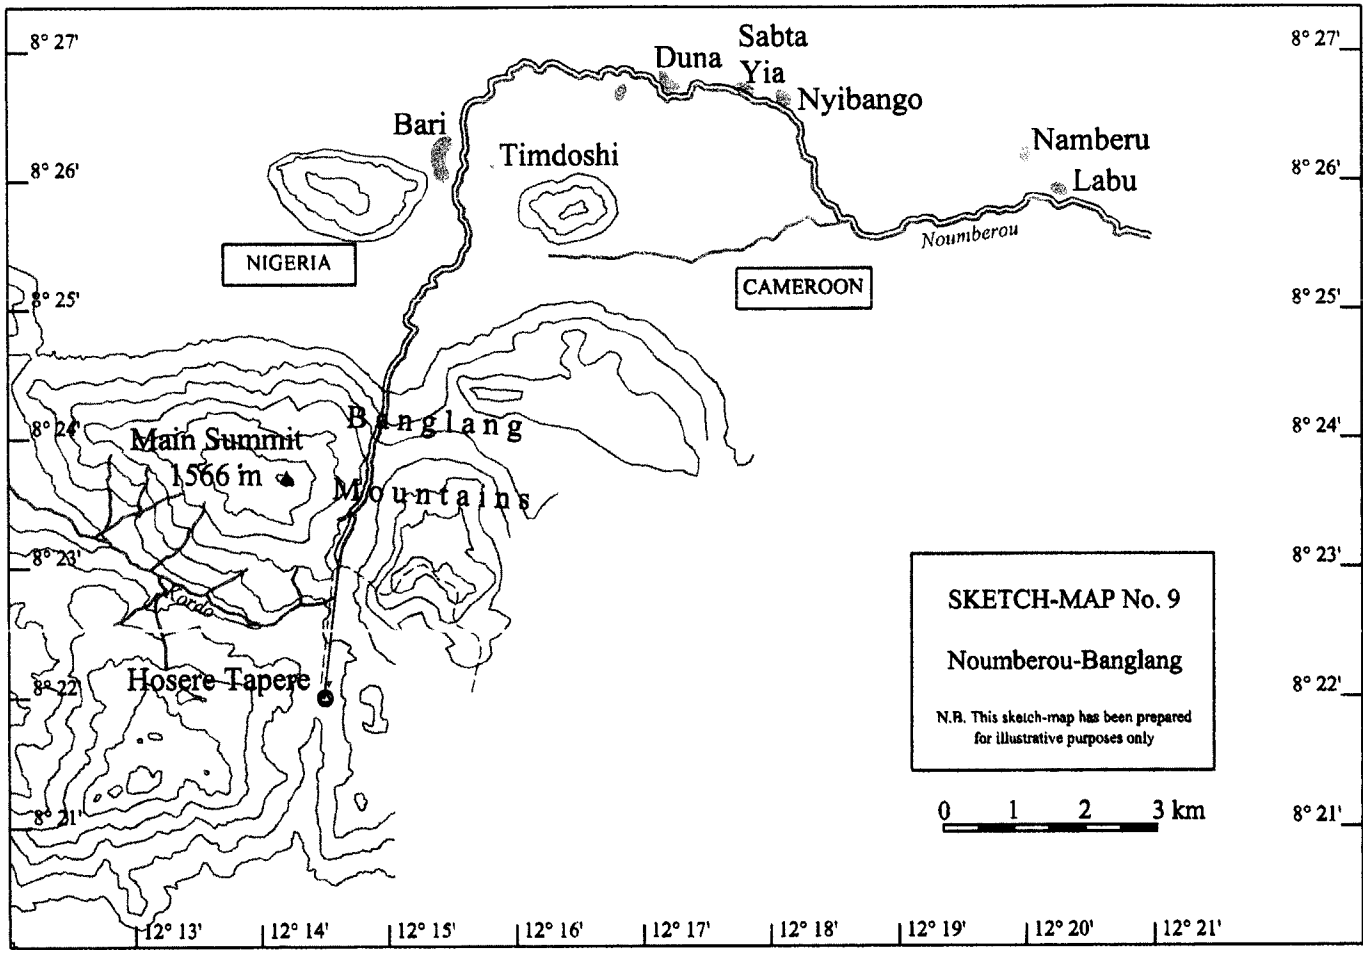 8° 27'
8° 27'
Sabta
Duna
Yia
Nyibango
Bari
Namberu
Timdoshi
8° 26'
8° 26'
Labu
Noumberou
NIGERIA
CAMEROON
8° 25'
8° 25'
Banglang
8° 24'
8° 24'
Main Summit
1566 m
Mountains
8° 23'
8° 23'
SKETCH-MAP No. 9
Kordo
Noumberou-Banglang
Hosere Tapere
8° 22'
8° 22'
N.B. This sketch-map has been prepared
for illustrative purposes only
0 1 2 3 km
8° 21'
8° 21'
12° 13' 12° 14' 12° 15' 12° 16' 12° 17' 12° 18' 12° 19' 12° 20' 12° 21'